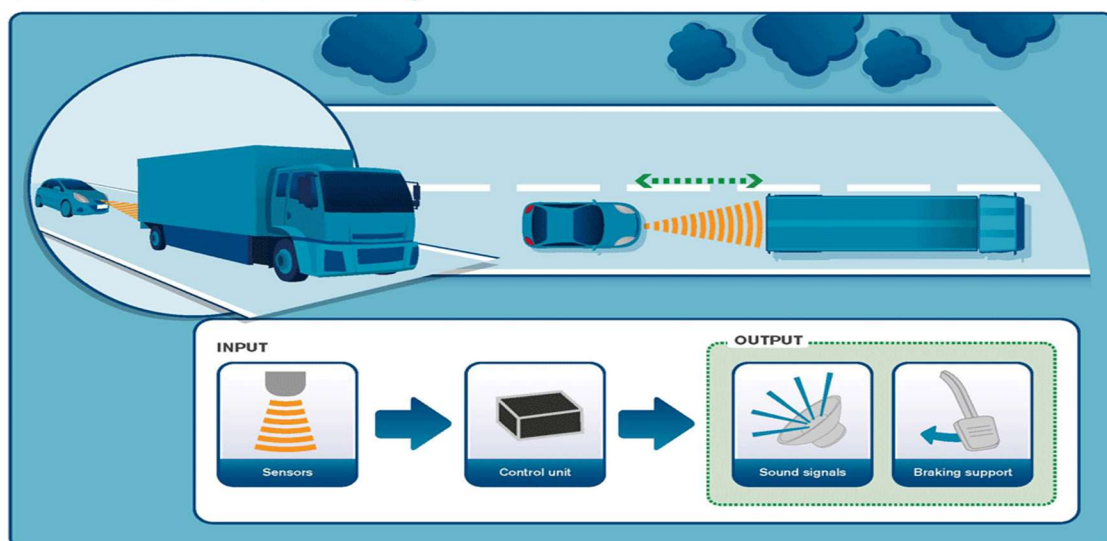 INPUT
OUTPUT
Sensors
Control unit
Sound signals
Braking support